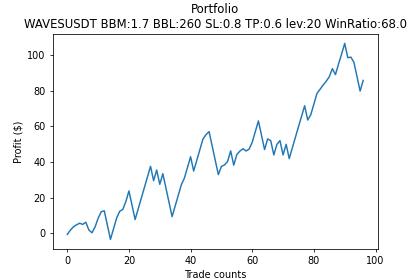 Portfolio
WAVESUSDT BBM:1.7 BBL:260 SL:0.8 TP:0.6 lev:20 WinRatio:68.0
Profit ($)
100
80
60
40
20
0
0 20 40 60 80 100
Trade counts